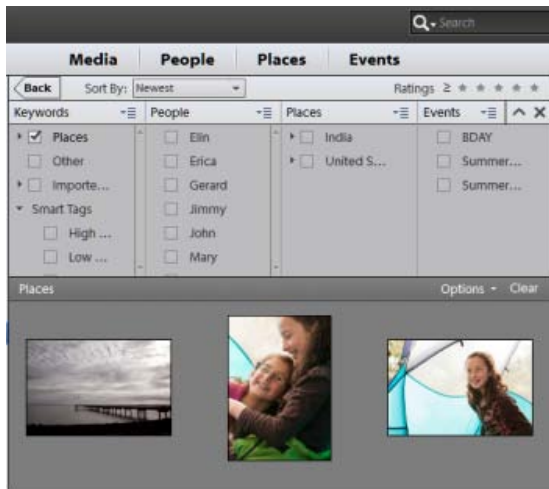 Search
Media People Places Events
Back Sort By: Newest Ratings ≥
Keywords People Places Events
Places Elin India BDAY
Other Erica United S... Summer...
Importe... Gerard Summer...
Smart Tags Jimmy
High ... John
Low ... Mary
Places Options Clear